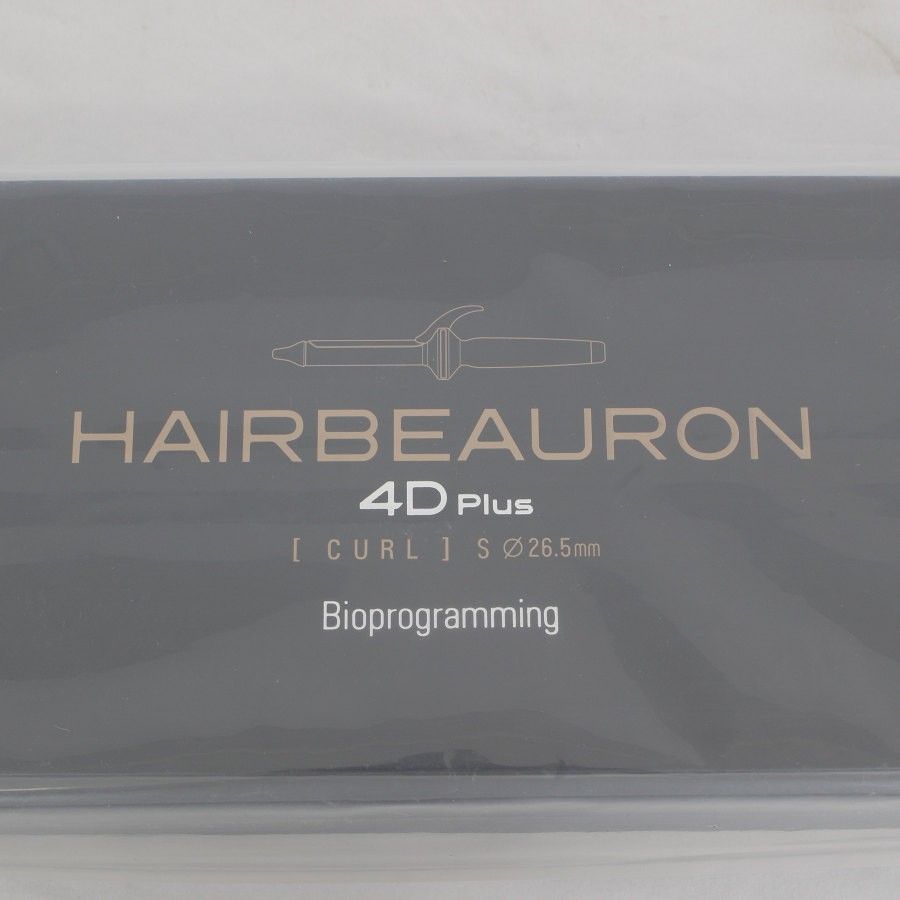 HAIRBEAURON
4D Plus
[ CURL ] S ∅26.5mm
Bioprogramming